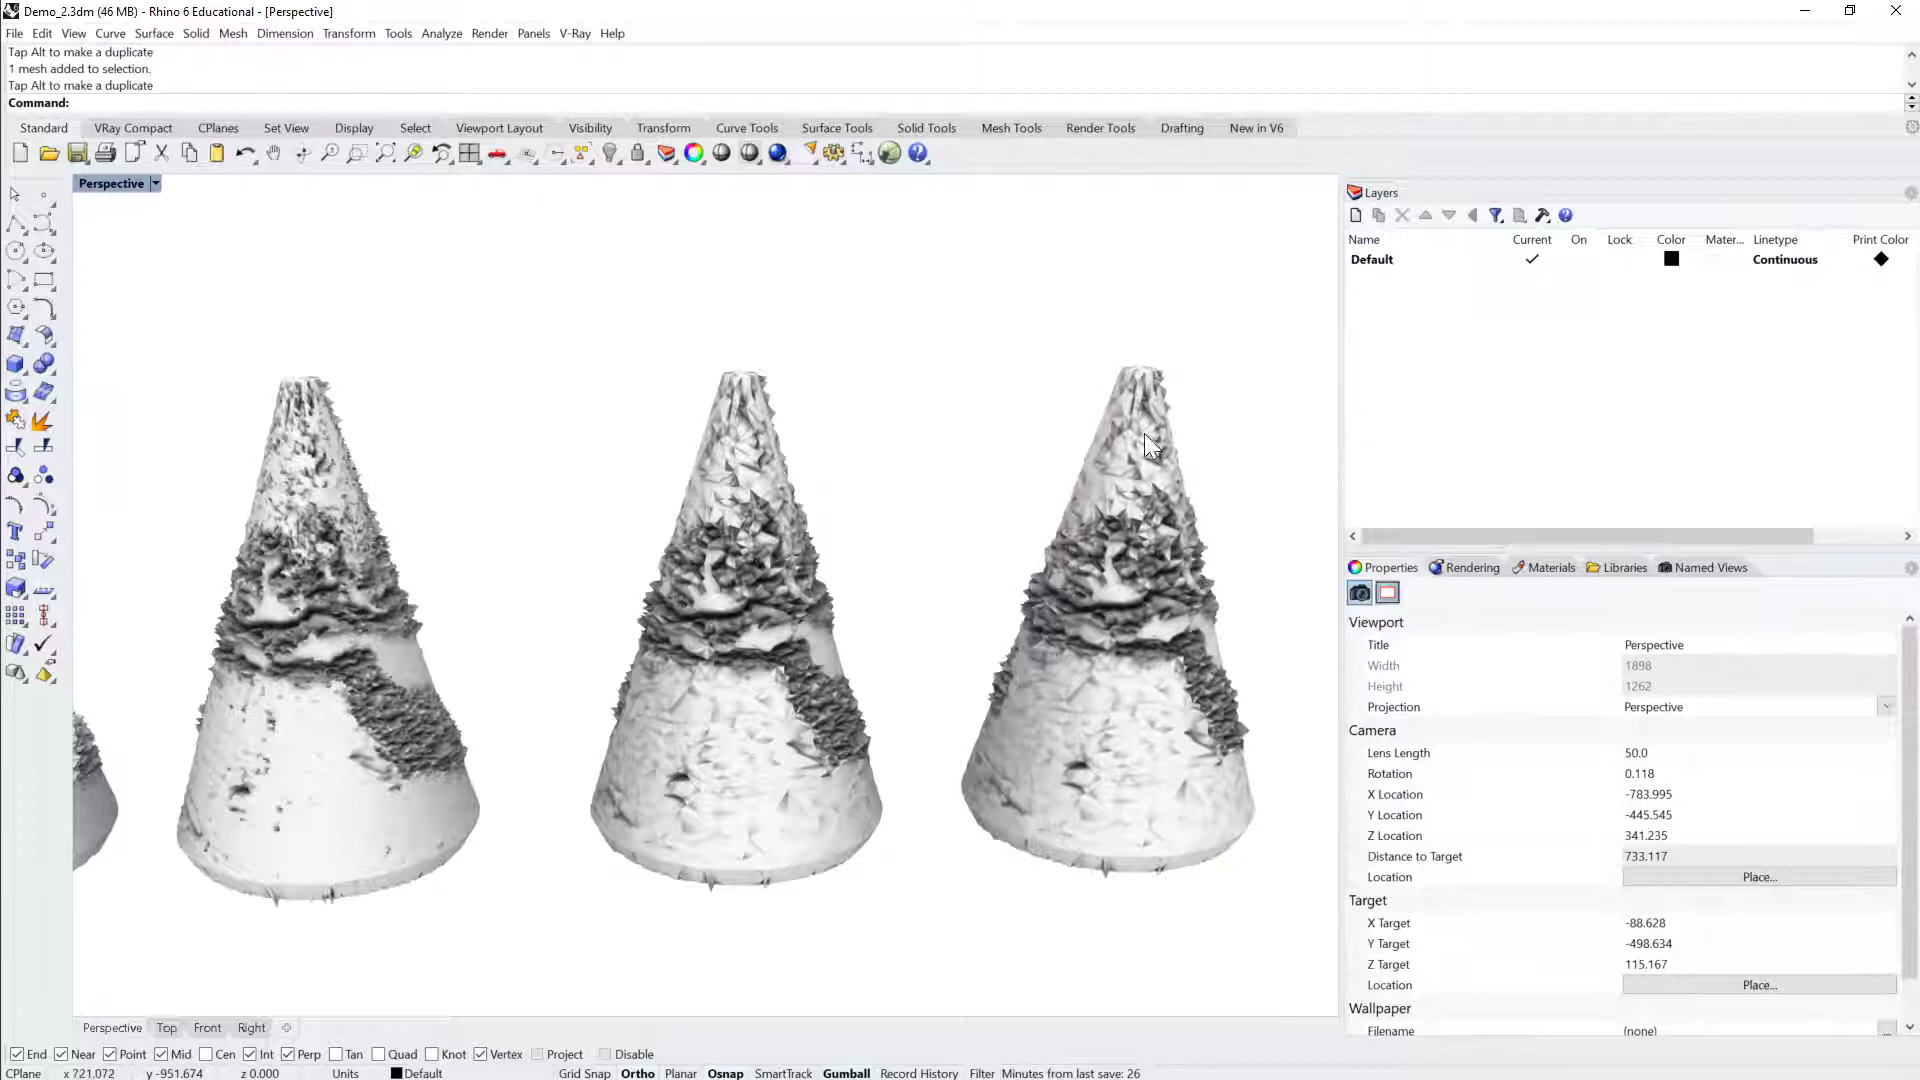 Demo_2.3dm (46 MB) - Rhino 6 Educational - [Perspective]
File Edit View Curve Surface Solid Mesh Dimension Transform Tools Analyze Render Panels V-Ray Help
Tap Alt to make a duplicate
1 mesh added to selection.
Tap Alt to make a duplicate
Command:
Standard VRay Compact CPlanes Set View Display Select Viewport Layout Visibility Transform Curve Tools Surface Tools Solid Tools Mesh Tools Render Tools Drafting New in V6
Perspective
Layers
Name Current On Lock Color Mater... Linetype Print Color
Default Continuous
Properties Rendering Materials Libraries Named Views
Viewport
Title Perspective
Width 1898
Height 1262
Projection Perspective
Camera
Lens Length 50.0
Rotation 0.118
X Location -783.995
Y Location -445.545
Z Location 341.235
Distance to Target 733.117
Location Place...
Target
X Target -88.628
Y Target -498.634
Z Target 115.167
Location Place...
Wallpaper
Filename (none) ...
Perspective Top Front Right
End Near Point Mid Cen Int Perp Tan Quad Knot Vertex Project Disable
CPlane x 721.072 y -951.674 z 0.000 Units Default Grid Snap Ortho Planar Osnap SmartTrack Gumball Record History Filter Minutes from last save: 26